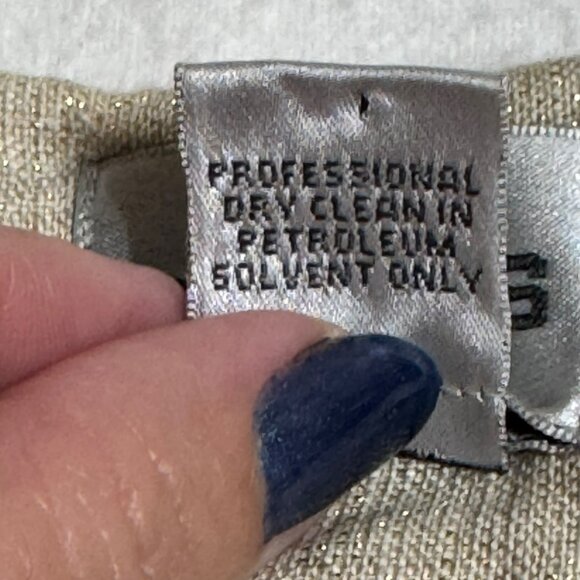 PROFESSIONAL
DRY CLEAN IN
PETROLEUM
SOLVENT ONLY